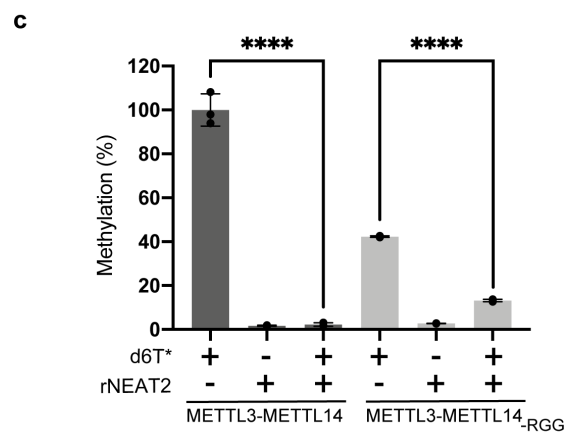 c
**** ****
120
100
80
60
40
20
0
Methylation (%)
d6T* + - + + - +
rNEAT2 - + + - + +
METTL3-METTL14 METTL3-METTL14-RGG